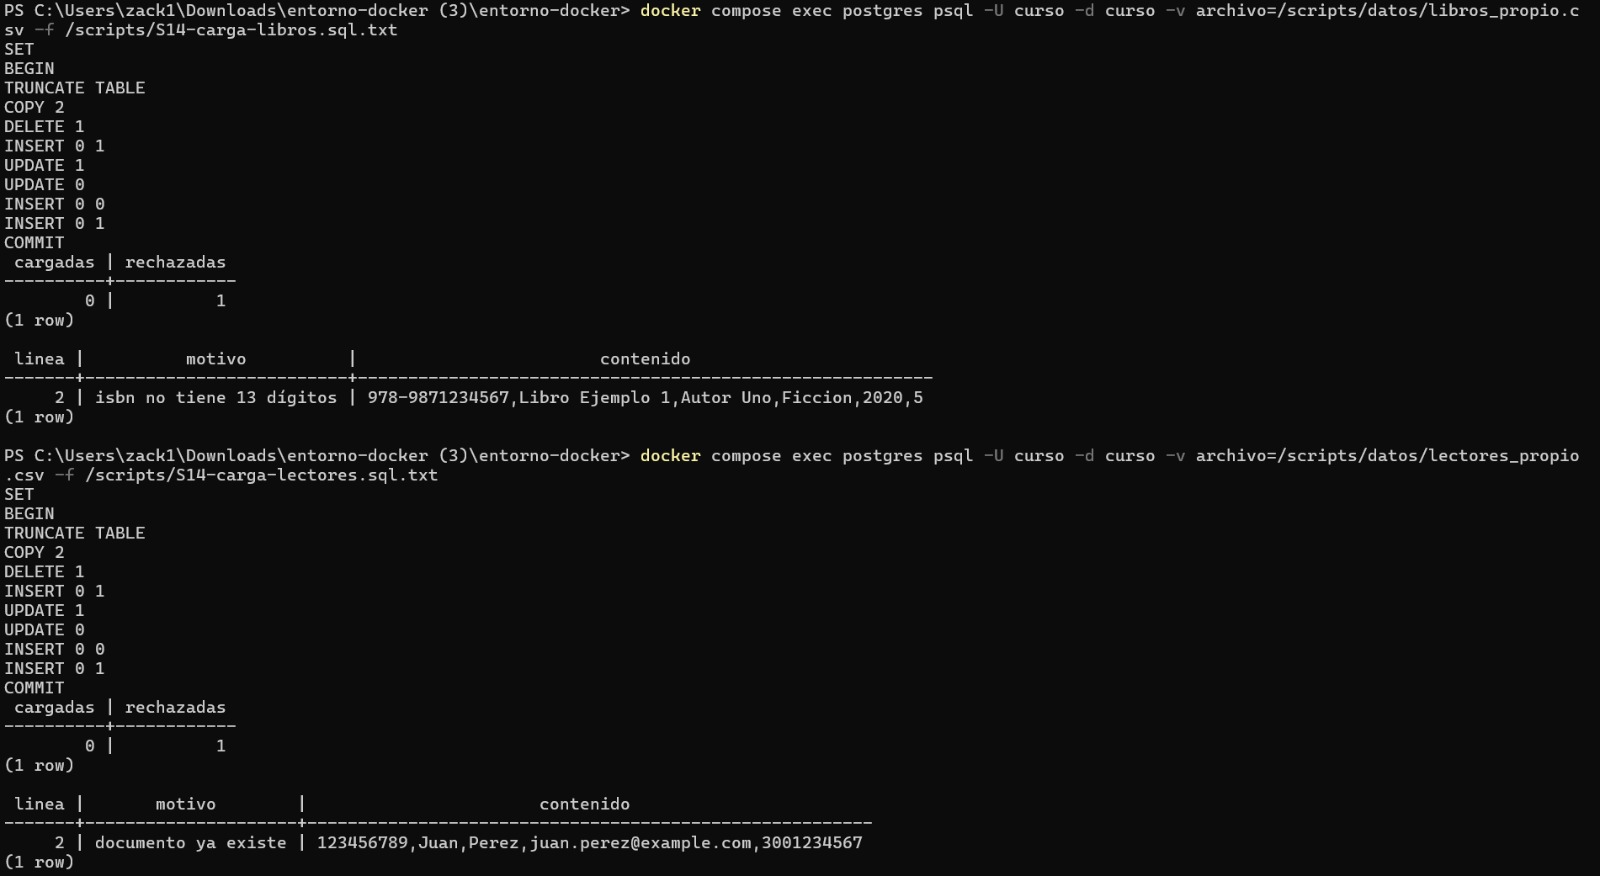 PS C:\Users\zack1\Downloads\entorno-docker (3)\entorno-docker> docker compose exec postgres psql -U curso -d curso -v archivo=/scripts/datos/libros_propio.c
sv -f /scripts/S14-carga-libros.sql.txt
SET
BEGIN
TRUNCATE TABLE
COPY 2
DELETE 1
INSERT 0 1
UPDATE 1
UPDATE 0
INSERT 0 0
INSERT 0 1
COMMIT
 cargadas | rechazadas
----------+------------
        0 |          1
(1 row)

 linea |          motivo          |                       contenido
-------+--------------------------+---------------------------------------------------------
     2 | isbn no tiene 13 dígitos | 978-9871234567,Libro Ejemplo 1,Autor Uno,Ficcion,2020,5
(1 row)

PS C:\Users\zack1\Downloads\entorno-docker (3)\entorno-docker> docker compose exec postgres psql -U curso -d curso -v archivo=/scripts/datos/lectores_propio
.csv -f /scripts/S14-carga-lectores.sql.txt
SET
BEGIN
TRUNCATE TABLE
COPY 2
DELETE 1
INSERT 0 1
UPDATE 1
UPDATE 0
INSERT 0 0
INSERT 0 1
COMMIT
 cargadas | rechazadas
----------+------------
        0 |          1
(1 row)

 linea |       motivo        |                       contenido
-------+---------------------+--------------------------------------------------------
     2 | documento ya existe | 123456789,Juan,Perez,juan.perez@example.com,3001234567
(1 row)